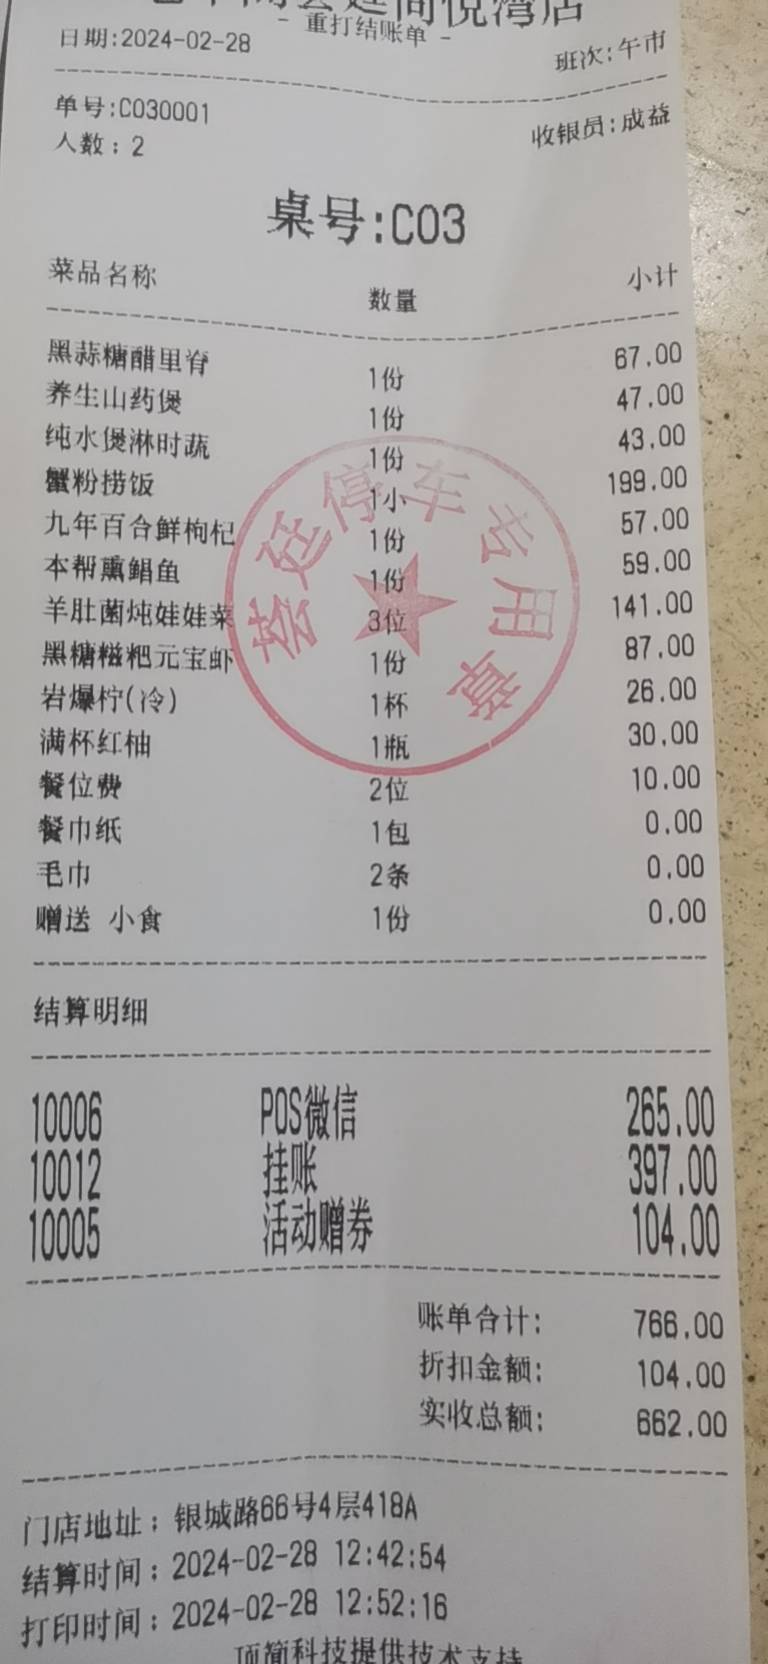 尚悦湾店
- 重打结账单 -
日期:2024-02-28
班次:午市
单号:C030001
收银员:成益
人数:2
桌号:C03
菜品名称 数量 小计
黑蒜糖醋里脊 1份 67.00
养生山药煲 1份 47.00
纯水煲淋时蔬 1份 43.00
蟹粉捞饭 1小 199.00
九年百合鲜枸杞 1份 57.00
本帮熏鲳鱼 1份 59.00
羊肚菌炖娃娃菜 3位 141.00
黑糖糍粑元宝虾 1份 87.00
岩爆柠(冷) 1杯 26.00
满杯红柚 1瓶 30.00
餐位费 2位 10.00
餐巾纸 1包 0.00
毛巾 2条 0.00
赠送 小食 1份 0.00
荟廷停车专用章
结算明细
10006 POS微信 265.00
10012 挂账 397.00
10005 活动赠券 104.00
账单合计: 766.00
折扣金额: 104.00
实收总额: 662.00
门店地址:银城路66号4层418A
结算时间:2024-02-28 12:42:54
打印时间:2024-02-28 12:52:16
顶简科技提供技术支持